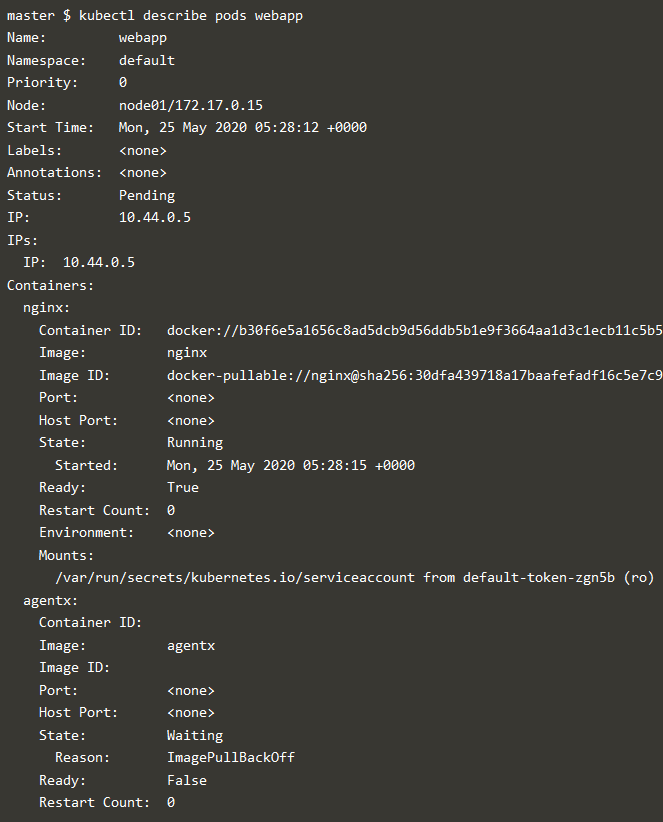 master $ kubectl describe pods webapp
Name:         webapp
Namespace:    default
Priority:     0
Node:         node01/172.17.0.15
Start Time:   Mon, 25 May 2020 05:28:12 +0000
Labels:       <none>
Annotations:  <none>
Status:       Pending
IP:           10.44.0.5
IPs:
  IP:  10.44.0.5
Containers:
  nginx:
    Container ID:   docker://b30f6e5a1656c8ad5dcb9d56ddb5b1e9f3664aa1d3c1ecb11c5b5
    Image:          nginx
    Image ID:       docker-pullable://nginx@sha256:30dfa439718a17baafefadf16c5e7c9
    Port:           <none>
    Host Port:      <none>
    State:          Running
      Started:      Mon, 25 May 2020 05:28:15 +0000
    Ready:          True
    Restart Count:  0
    Environment:    <none>
    Mounts:
      /var/run/secrets/kubernetes.io/serviceaccount from default-token-zgn5b (ro)
  agentx:
    Container ID:
    Image:          agentx
    Image ID:
    Port:           <none>
    Host Port:      <none>
    State:          Waiting
      Reason:       ImagePullBackOff
    Ready:          False
    Restart Count:  0